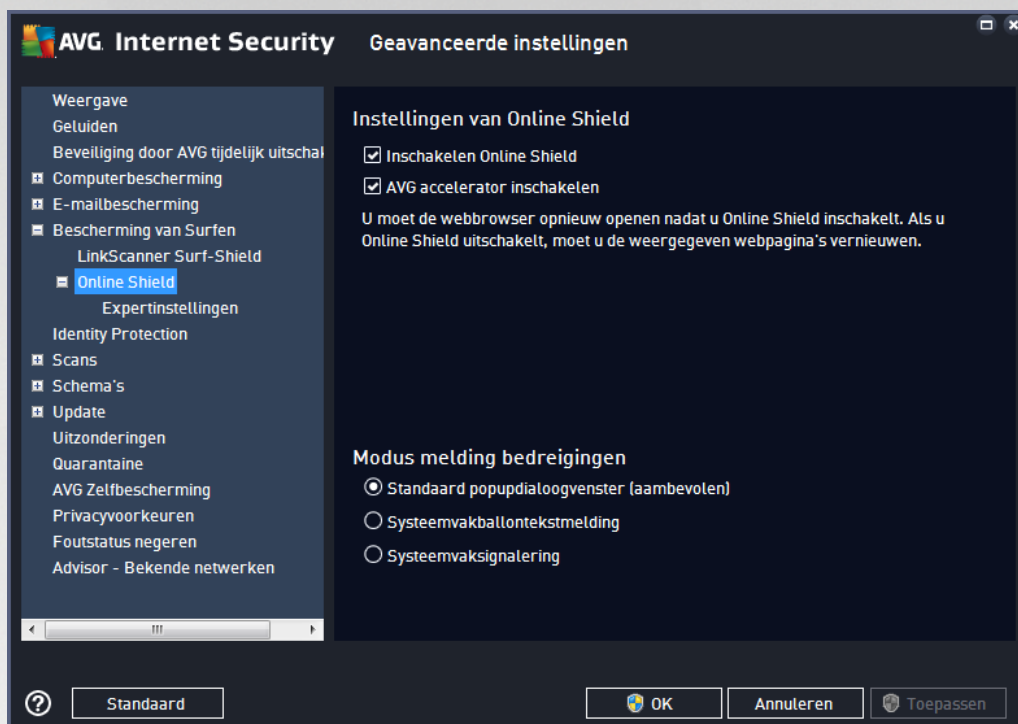 AVG. Internet Security
Geavanceerde instellingen
Weergave
Geluiden
Beveiliging door AVG tijdelijk uitschak
Computerbescherming
E-mailbescherming
Bescherming van Surfen
LinkScanner Surf-Shield
Online Shield
Expertinstellingen
Identity Protection
Scans
Schema's
Update
Uitzonderingen
Quarantaine
AVG Zelfbescherming
Privacyvoorkeuren
Foutstatus negeren
Advisor - Bekende netwerken
Instellingen van Online Shield
Inschakelen Online Shield
AVG accelerator inschakelen
U moet de webbrowser opnieuw openen nadat u Online Shield inschakelt. Als u
Online Shield uitschakelt, moet u de weergegeven webpagina's vernieuwen.
Modus melding bedreigingen
Standaard popupdialoogvenster (aambevolen)
Systeemvakballontekstmelding
Systeemvaksignalering
Standaard
OK
Annuleren
Toepassen